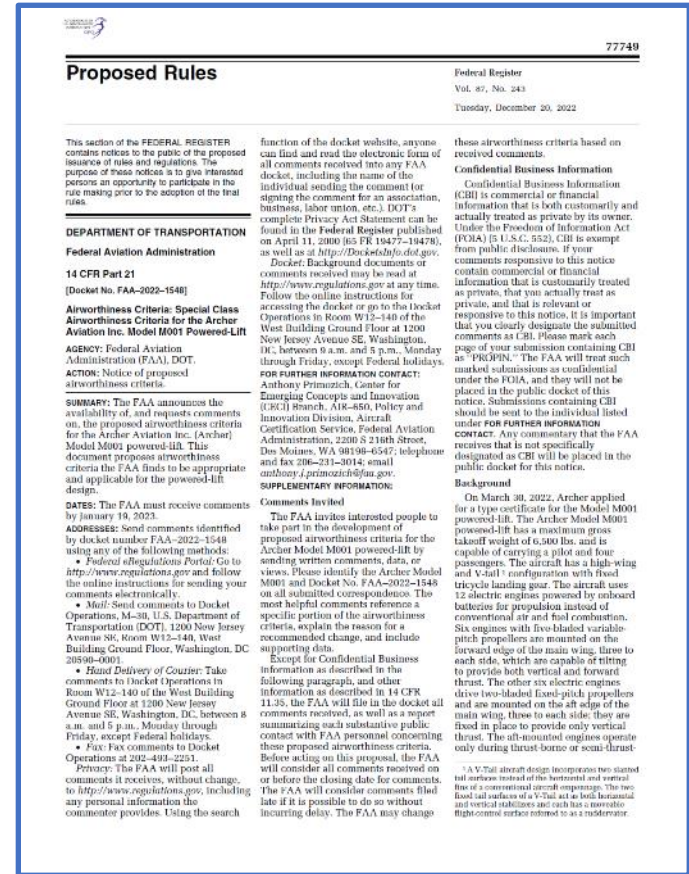 77749
Proposed Rules
Federal Register
Vol. 87, No. 243
Tuesday, December 20, 2022
This section of the FEDERAL REGISTER
contains notices to the public of the proposed
issuance of rules and regulations. The
purpose of these notices is to give interested
persons an opportunity to participate in the
rule making prior to the adoption of the final
rules.
DEPARTMENT OF TRANSPORTATION
Federal Aviation Administration
14 CFR Part 21
[Docket No. FAA–2022–1548]
Airworthiness Criteria: Special Class
Airworthiness Criteria for the Archer
Aviation Inc. Model M001 Powered-Lift
AGENCY: Federal Aviation
Administration (FAA), DOT.
ACTION: Notice of proposed
airworthiness criteria.
SUMMARY: The FAA announces the
availability of, and requests comments
on, the proposed airworthiness criteria
for the Archer Aviation Inc. (Archer)
Model M001 powered-lift. This
document proposes airworthiness
criteria the FAA finds to be appropriate
and applicable for the powered-lift
design.
DATES: The FAA must receive comments
by January 19, 2023.
ADDRESSES: Send comments identified
by docket number FAA–2022–1548
using any of the following methods:
• Federal eRegulations Portal: Go to
http://www.regulations.gov and follow
the online instructions for sending your
comments electronically.
• Mail: Send comments to Docket
Operations, M–30, U.S. Department of
Transportation (DOT), 1200 New Jersey
Avenue SE, Room W12–140, West
Building Ground Floor, Washington, DC
20590–0001.
• Hand Delivery of Courier: Take
comments to Docket Operations in
Room W12–140 of the West Building
Ground Floor at 1200 New Jersey
Avenue SE, Washington, DC, between 9
a.m. and 5 p.m., Monday through
Friday, except Federal holidays.
• Fax: Fax comments to Docket
Operations at 202–493–2251.
Privacy: The FAA will post all
comments it receives, without change,
to http://www.regulations.gov, including
any personal information the
commenter provides. Using the search
function of the docket website, anyone
can find and read the electronic form of
all comments received into any FAA
docket, including the name of the
individual sending the comment (or
signing the comment for an association,
business, labor union, etc.). DOT's
complete Privacy Act Statement can be
found in the Federal Register published
on April 11, 2000 (65 FR 19477–19478),
as well as at http://DocketsInfo.dot.gov.
Docket: Background documents or
comments received may be read at
http://www.regulations.gov at any time.
Follow the online instructions for
accessing the docket or go to the Docket
Operations in Room W12–140 of the
West Building Ground Floor at 1200
New Jersey Avenue SE, Washington,
DC, between 9 a.m. and 5 p.m., Monday
through Friday, except Federal holidays.
FOR FURTHER INFORMATION CONTACT:
Anthony Primozich, Center for
Emerging Concepts and Innovation
(CECI) Branch, AIR–650, Policy and
Innovation Division, Aircraft
Certification Service, Federal Aviation
Administration, 2200 S 216th Street,
Des Moines, WA 98198–6547; telephone
and fax 206–231–3014; email
anthony.j.primozich@faa.gov.
SUPPLEMENTARY INFORMATION:
Comments Invited
The FAA invites interested people to
take part in the development of
proposed airworthiness criteria for the
Archer Model M001 powered-lift by
sending written comments, data, or
views. Please identify the Archer Model
M001 and Docket No. FAA–2022–1548
on all submitted correspondence. The
most helpful comments reference a
specific portion of the airworthiness
criteria, explain the reason for a
recommended change, and include
supporting data.
Except for Confidential Business
Information as described in the
following paragraph, and other
information as described in 14 CFR
11.35, the FAA will file in the docket all
comments received, as well as a report
summarizing each substantive public
contact with FAA personnel concerning
these proposed airworthiness criteria.
Before acting on this proposal, the FAA
will consider all comments received on
or before the closing date for comments.
The FAA will consider comments filed
late if it is possible to do so without
incurring delay. The FAA may change
these airworthiness criteria based on
received comments.
Confidential Business Information
Confidential Business Information
(CBI) is commercial or financial
information that is both customarily and
actually treated as private by its owner.
Under the Freedom of Information Act
(FOIA) (5 U.S.C. 552), CBI is exempt
from public disclosure. If your
comments responsive to this notice
contain commercial or financial
information that is customarily treated
as private, that you actually treat as
private, and that is relevant or
responsive to this notice, it is important
that you clearly designate the submitted
comments as CBI. Please mark each
page of your submission containing CBI
as "PROPIN." The FAA will treat such
marked submissions as confidential
under the FOIA, and they will not be
placed in the public docket of this
notice. Submissions containing CBI
should be sent to the individual listed
under FOR FURTHER INFORMATION
CONTACT. Any commentary that the FAA
receives that is not specifically
designated as CBI will be placed in the
public docket for this notice.
Background
On March 30, 2022, Archer applied
for a type certificate for the Model M001
powered-lift. The Archer Model M001
powered-lift has a maximum gross
takeoff weight of 6,500 lbs. and is
capable of carrying a pilot and four
passengers. The aircraft has a high-wing
and V-tail 1 configuration with fixed
tricycle landing gear. The aircraft uses
12 electric engines powered by onboard
batteries for propulsion instead of
conventional air and fuel combustion.
Six engines with five-bladed variable-
pitch propellers are mounted on the
forward edge of the main wing, three to
each side, which are capable of tilting
to provide both vertical and forward
thrust. The other six electric engines
drive two-bladed fixed-pitch propellers
and are mounted on the aft edge of the
main wing, three to each side; they are
fixed in place to provide only vertical
thrust. The aft-mounted engines operate
only during thrust-borne or semi-thrust-
1 A V-Tail aircraft design incorporates two slanted
tail surfaces instead of the horizontal and vertical
fins of a conventional aircraft empennage. The two
fixed tail surfaces of a V-Tail act as both horizontal
and vertical stabilizers and each has a moveable
flight-control surface referred to as a ruddervator.